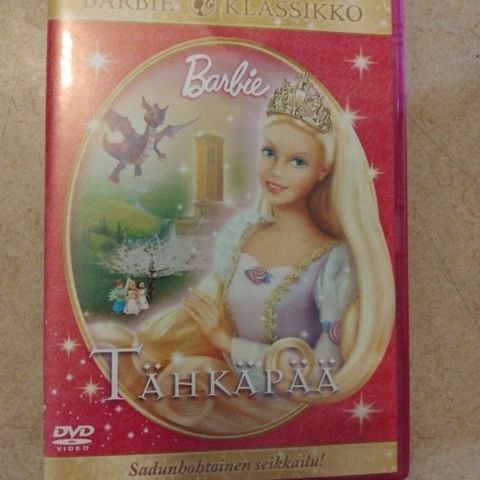 BARBIE KLASSIKKO
Barbie
TÄHKÄPÄÄ
DVD
VIDEO
Sadunhohtoinen seikkailu!